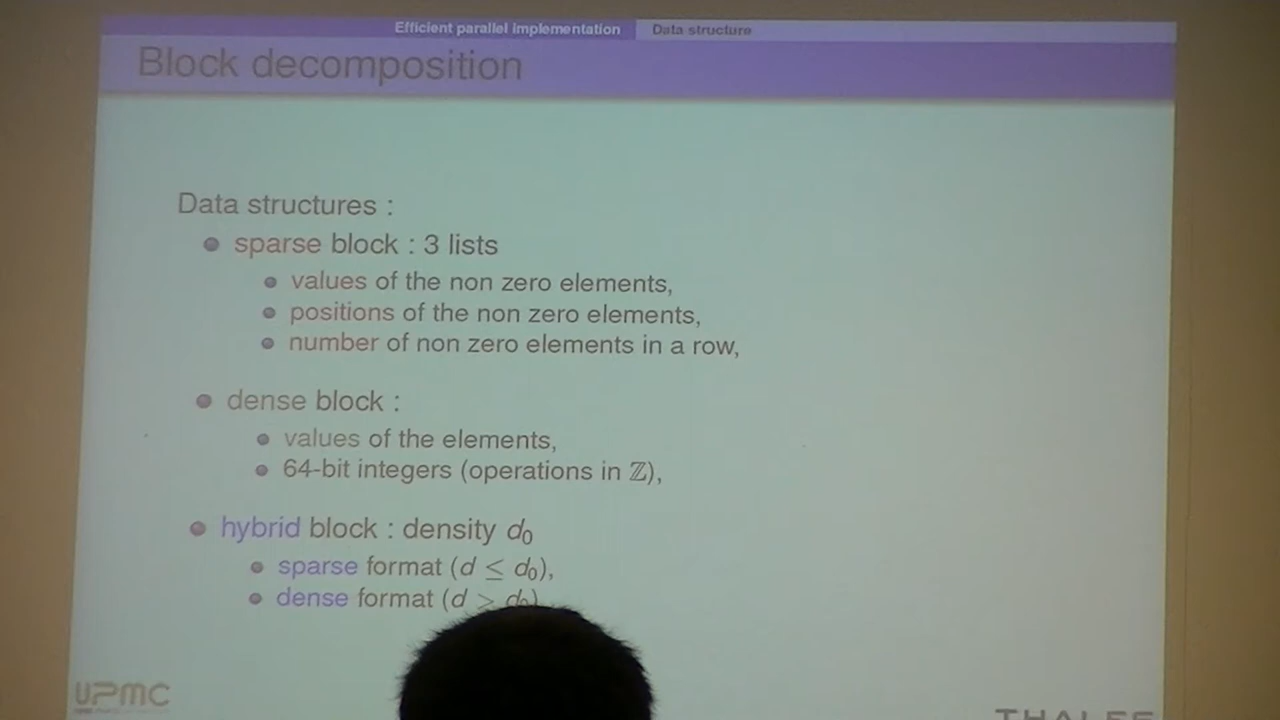 Efficient parallel implementation Data structure
Block decomposition
Data structures :
sparse block : 3 lists
values of the non zero elements,
positions of the non zero elements,
number of non zero elements in a row,
dense block :
values of the elements,
64-bit integers (operations in ℤ),
hybrid block : density d₀
sparse format (d ≤ d₀),
dense format (d > d₀)
UPMC
THALES